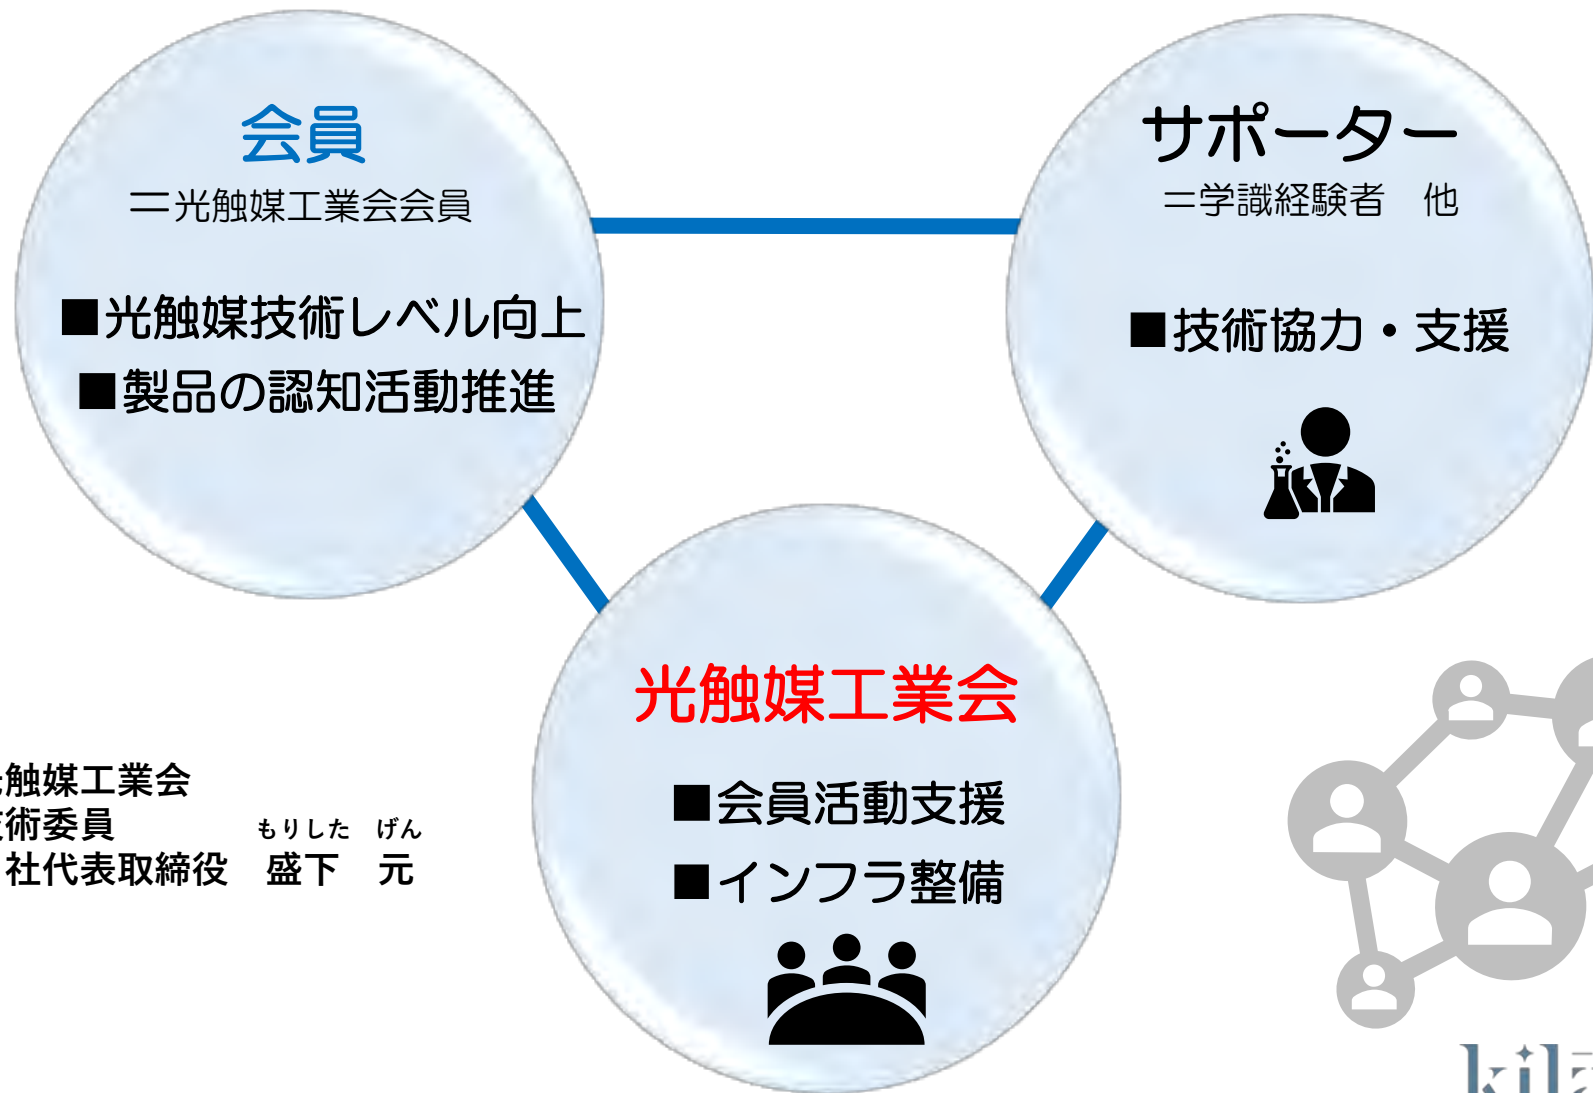 会員
＝光触媒工業会会員
■光触媒技術レベル向上
■製品の認知活動推進
サポーター
＝学識経験者　他
■技術協力・支援
光触媒工業会
■会員活動支援
■インフラ整備
触媒工業会
術委員
もりした　げん
社代表取締役　盛下　元